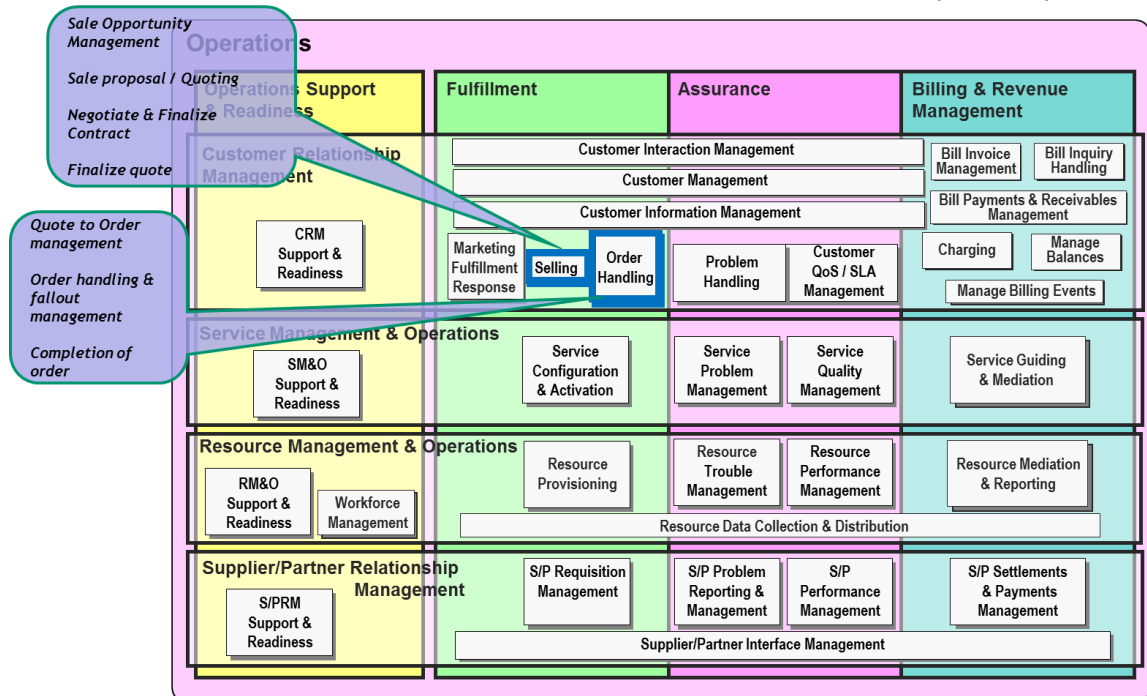 Sale Opportunity
Management
Sale proposal / Quoting
Negotiate & Finalize
Contract
Finalize quote
Quote to Order
management
Order handling &
fallout
management
Completion of
order
Operations
Operations Support
& Readiness
Fulfillment
Assurance
Billing & Revenue
Management
Customer Relationship
Management
Customer Interaction Management
Customer Management
Customer Information Management
Bill Invoice
Management
Bill Inquiry
Handling
Bill Payments & Receivables
Management
CRM
Support &
Readiness
Marketing
Fulfillment
Response
Selling
Order
Handling
Problem
Handling
Customer
QoS / SLA
Management
Charging
Manage
Balances
Manage Billing Events
Service Management & Operations
SM&O
Support &
Readiness
Service
Configuration
& Activation
Service
Problem
Management
Service
Quality
Management
Service Guiding
& Mediation
Resource Management & Operations
RM&O
Support &
Readiness
Workforce
Management
Resource
Provisioning
Resource
Trouble
Management
Resource
Performance
Management
Resource Mediation
& Reporting
Resource Data Collection & Distribution
Supplier/Partner Relationship
Management
S/PRM
Support &
Readiness
S/P Requisition
Management
S/P Problem
Reporting &
Management
S/P
Performance
Management
S/P Settlements
& Payments
Management
Supplier/Partner Interface Management